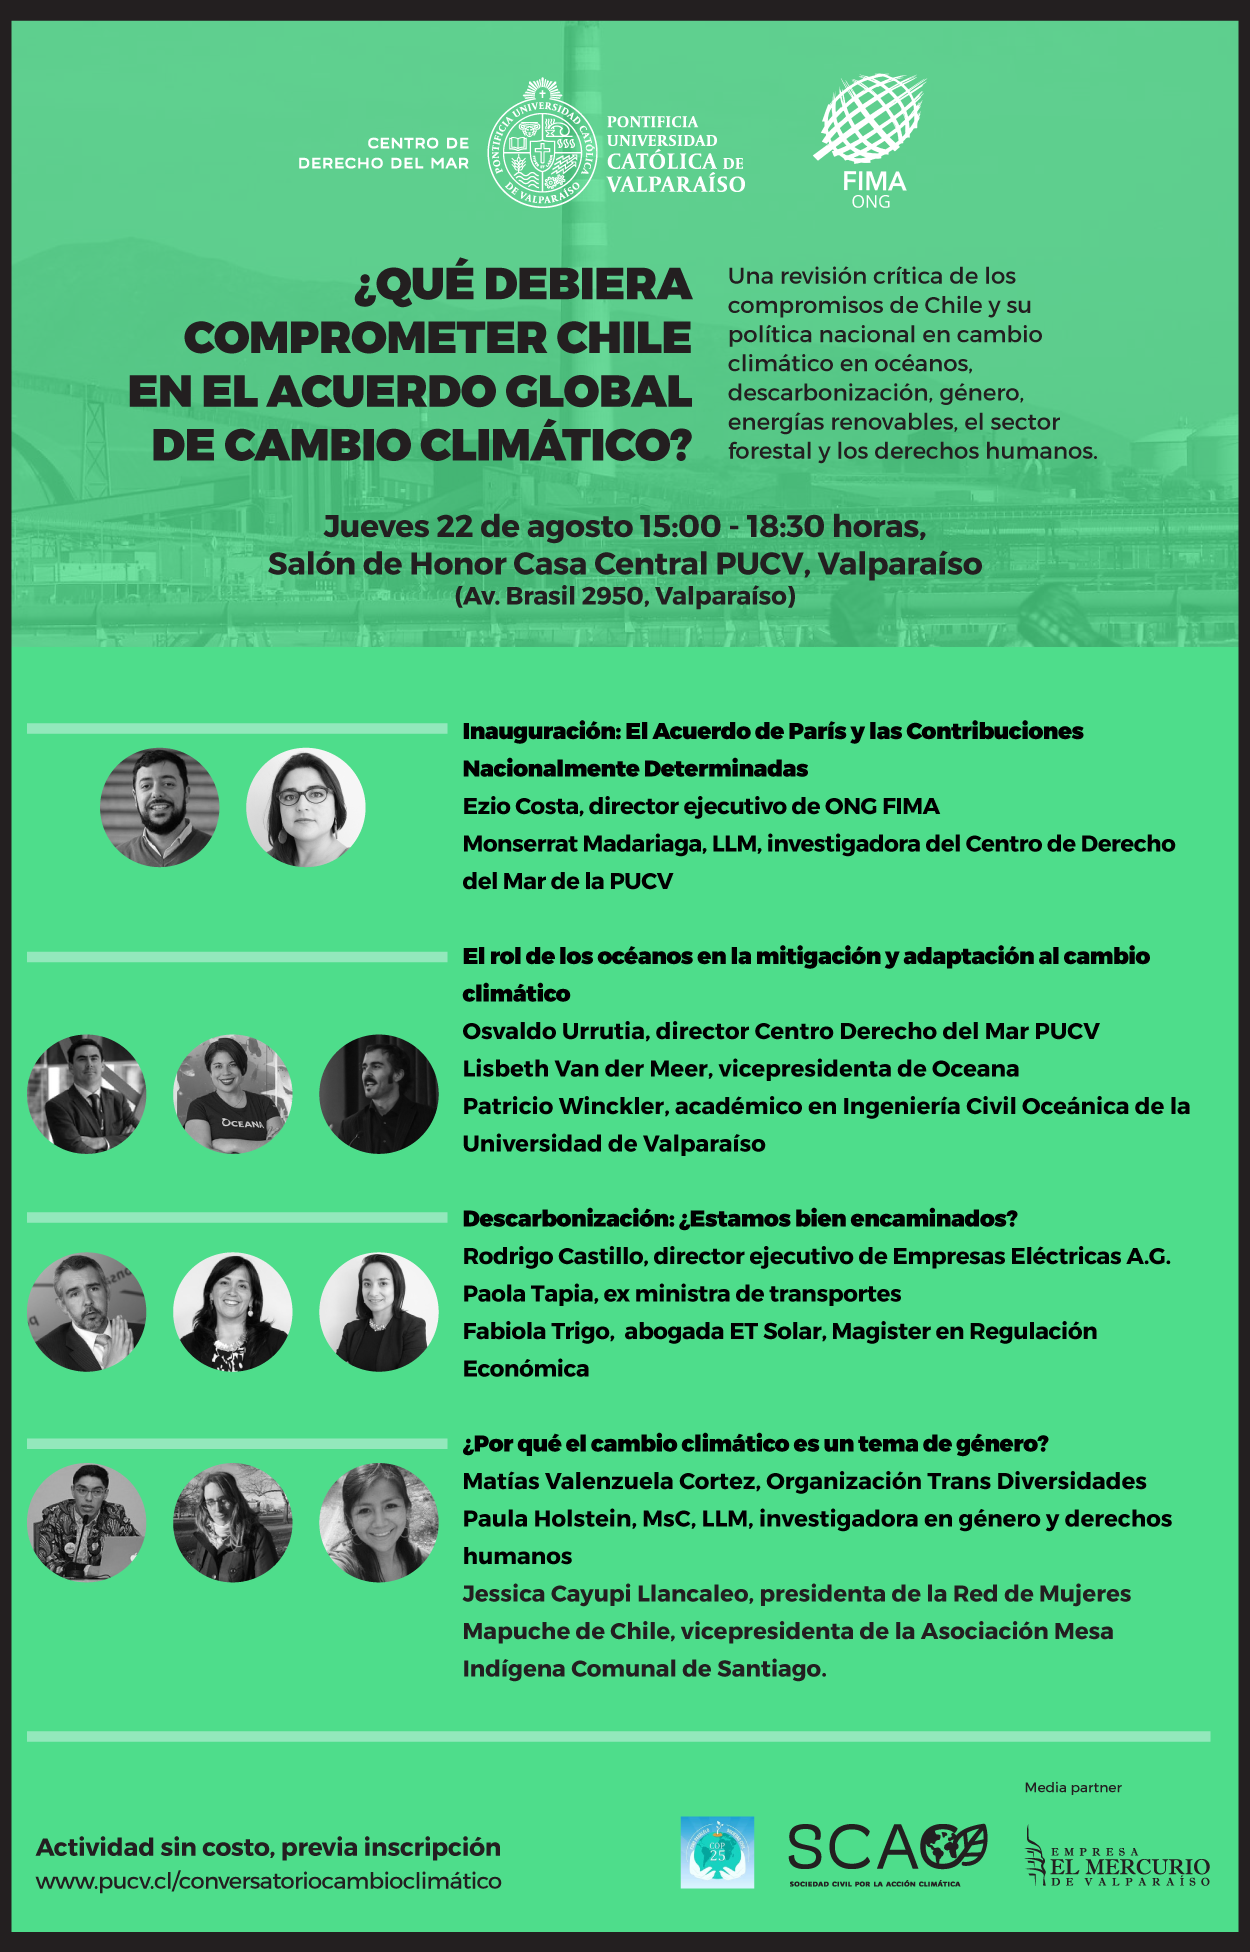 CENTRO DE
DERECHO DEL MAR
PONTIFICIA UNIVERSIDAD CATÓLICA
DE VALPARAÍSO
PONTIFICIA
UNIVERSIDAD
CATÓLICA DE
VALPARAÍSO
FIMA
ONG
¿QUÉ DEBIERA
COMPROMETER CHILE
EN EL ACUERDO GLOBAL
DE CAMBIO CLIMÁTICO?
Una revisión crítica de los
compromisos de Chile y su
política nacional en cambio
climático en océanos,
descarbonización, género,
energías renovables, el sector
forestal y los derechos humanos.
Jueves 22 de agosto 15:00 - 18:30 horas,
Salón de Honor Casa Central PUCV, Valparaíso
(Av. Brasil 2950, Valparaíso)
Inauguración: El Acuerdo de París y las Contribuciones
Nacionalmente Determinadas
Ezio Costa, director ejecutivo de ONG FIMA
Monserrat Madariaga, LLM, investigadora del Centro de Derecho
del Mar de la PUCV
El rol de los océanos en la mitigación y adaptación al cambio
climático
Osvaldo Urrutia, director Centro Derecho del Mar PUCV
Lisbeth Van der Meer, vicepresidenta de Oceana
Patricio Winckler, académico en Ingeniería Civil Oceánica de la
Universidad de Valparaíso
OCEANA
Descarbonización: ¿Estamos bien encaminados?
Rodrigo Castillo, director ejecutivo de Empresas Eléctricas A.G.
Paola Tapia, ex ministra de transportes
Fabiola Trigo,  abogada ET Solar, Magister en Regulación
Económica
¿Por qué el cambio climático es un tema de género?
Matías Valenzuela Cortez, Organización Trans Diversidades
Paula Holstein, MsC, LLM, investigadora en género y derechos
humanos
Jessica Cayupi Llancaleo, presidenta de la Red de Mujeres
Mapuche de Chile, vicepresidenta de la Asociación Mesa
Indígena Comunal de Santiago.
Actividad sin costo, previa inscripción
www.pucv.cl/conversatoriocambioclimático
COP
25
SCAC
SOCIEDAD CIVIL POR LA ACCIÓN CLIMÁTICA
Media partner
EMPRESA
EL MERCURIO
DE VALPARAÍSO